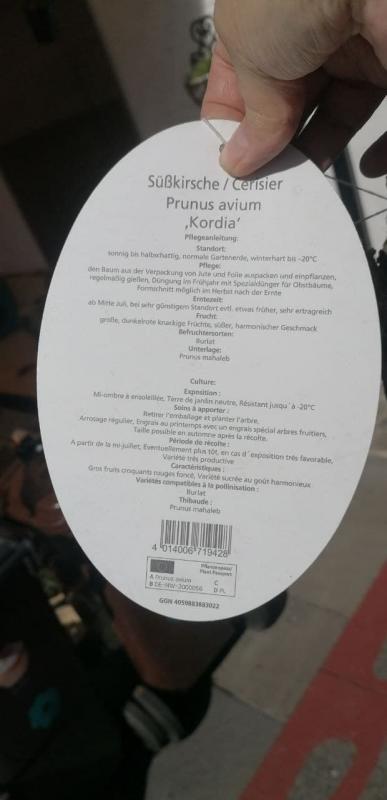 Süßkirsche / Cerisier
Prunus avium
‚Kordia‘
Pflegeanleitung:
Standort:
sonnig bis halbschattig, normale Gartenerde, winterhart bis -20°C
Pflege:
den Baum aus der Verpackung von Jute und Folie auspacken und einpflanzen,
regelmäßig gießen, Düngung im Frühjahr mit Spezialdünger für Obstbäume,
Formschnitt möglich im Herbst nach der Ernte
Erntezeit:
ab Mitte Juli, bei sehr günstigem Standort evtl. etwas früher, sehr ertragreich
Frucht:
große, dunkelrote knackige Früchte, süßer, harmonischer Geschmack
Befruchtersorten:
Burlat
Unterlage:
Prunus mahaleb
Culture:
Exposition :
Mi-ombre à ensoleillée, Terre de jardin neutre, Résistant jusqu´à -20°C
Soins à apporter :
Retirer l'emballage et planter l'arbre,
Arrosage régulier, Engrais au printemps avec un engrais spécial arbres fruitiers,
Taille possible en automne après la récolte.
Période de récolte :
A partir de la mi-juillet, Eventuellement plus tôt, en cas d´exposition très favorable,
Variété très productive
Caractéristiques :
Gros fruits croquants rouges foncé, Variété sucrée au goût harmonieux
Variétés compatibles à la pollinisation :
Burlat
Thibaude :
Prunus mahaleb
4 014006 719428
Pflanzenpass/
Plant Passport
A Prunus avium C
B DE-NW-2000056 D PL
GGN 4059883883022